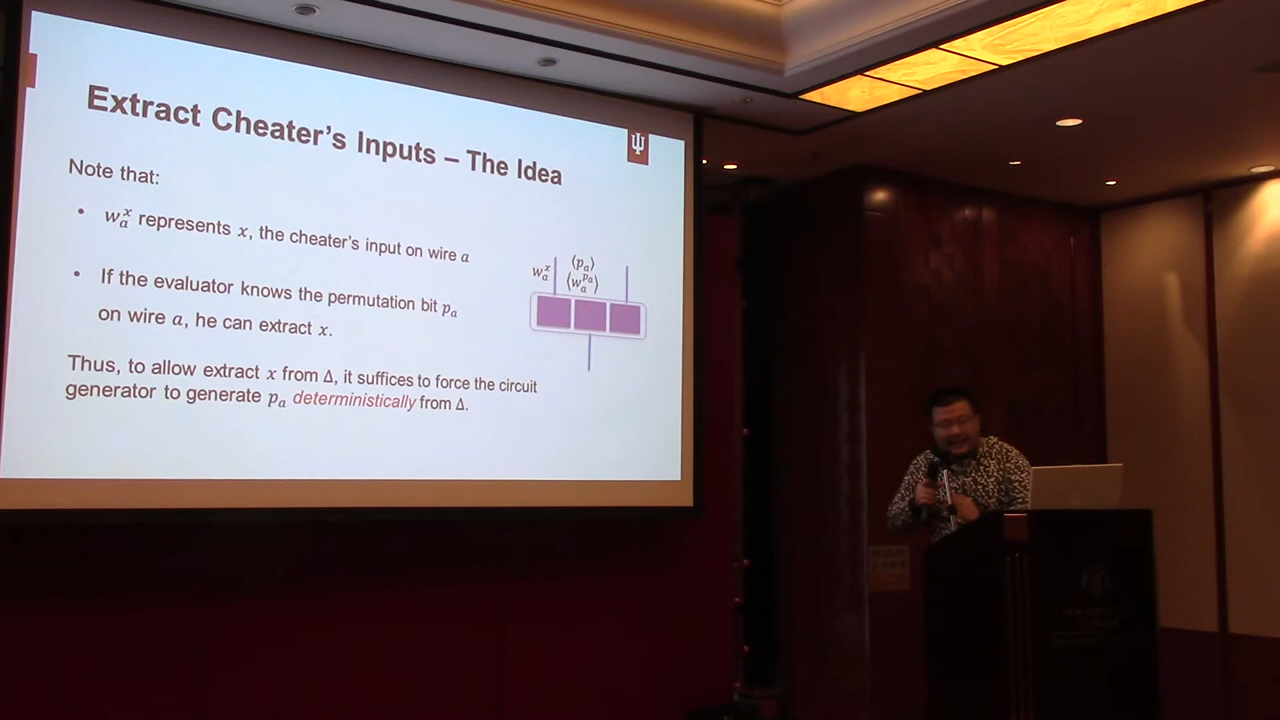 Extract Cheater's Inputs – The Idea
Note that:
• w_a^x represents x, the cheater's input on wire a
• If the evaluator knows the permutation bit p_a
on wire a, he can extract x.
Thus, to allow extract x from Δ, it suffices to force the circuit
generator to generate p_a deterministically from Δ.
w_a^x
⟨p_a⟩
⟨w_a^{p_a}⟩